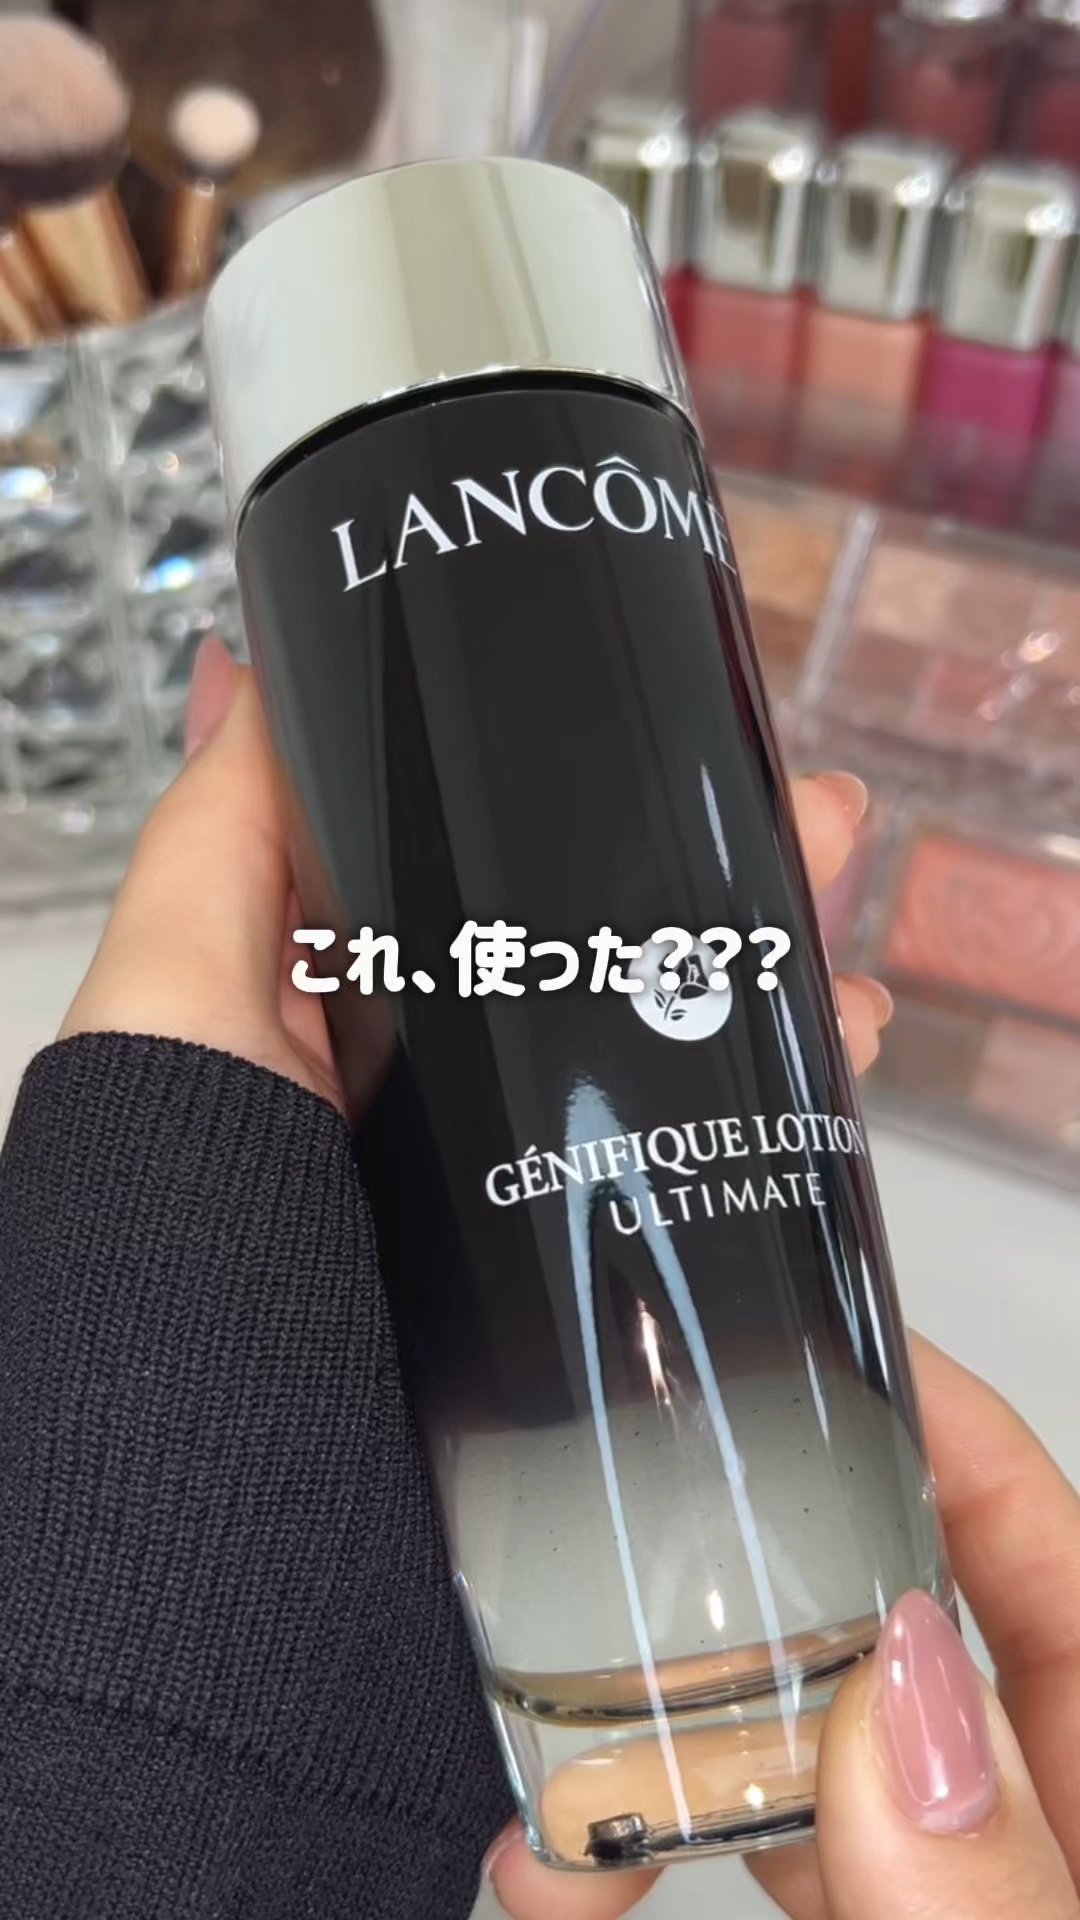 LANCÔME
これ、使った???
GÉNIFIQUE LOTION
ULTIMATE